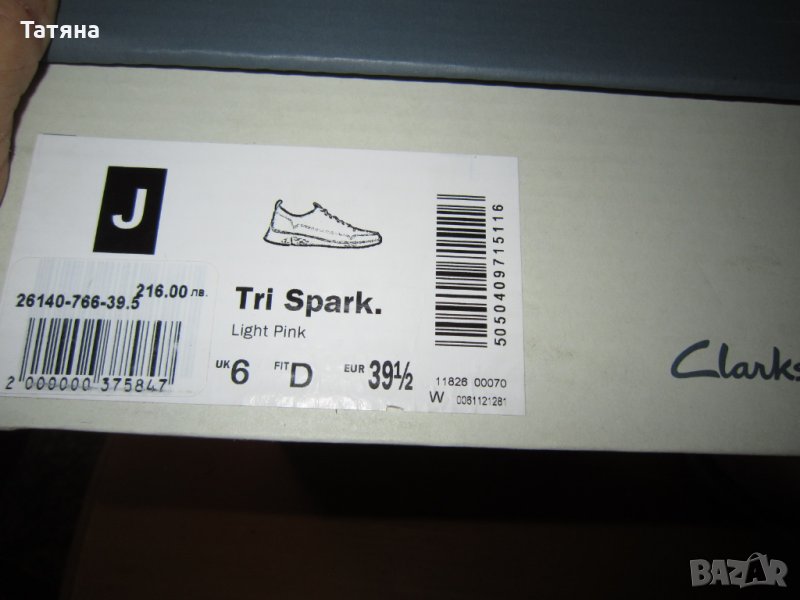 Татяна
J
216.00 лв.
26140-766-39.5
2 000000 375847
Tri Spark.
Light Pink
UK 6 FIT D EUR 39½
5050409715116
11826 00070
W 0061121281
Clarks
BAZAR